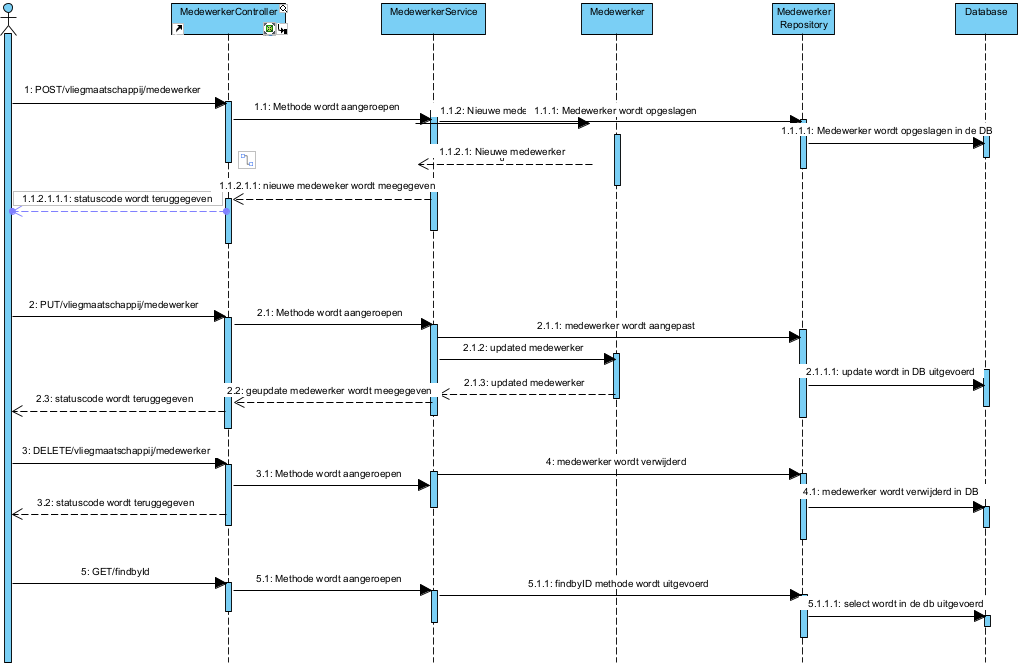 MedewerkerController
MedewerkerService
Medewerker
Medewerker
Repository
Database
1: POST/vliegmaatschappij/medewerker
1.1: Methode wordt aangeroepen
1.1.2: Nieuwe mede
1.1.1: Medewerker wordt opgeslagen
1.1.1.1: Medewerker wordt opgeslagen in de DB
1.1.2.1: Nieuwe medewerker
1.1.2.1.1: nieuwe medeweker wordt meegegeven
1.1.2.1.1.1: statuscode wordt teruggegeven
2: PUT/vliegmaatschappij/medewerker
2.1: Methode wordt aangeroepen
2.1.1: medewerker wordt aangepast
2.1.2: updated medewerker
2.1.1.1: update wordt in DB uitgevoerd
2.1.3: updated medewerker
2.2: geupdate medewerker wordt meegegeven
2.3: statuscode wordt teruggegeven
3: DELETE/vliegmaatschappij/medewerker
3.1: Methode wordt aangeroepen
4: medewerker wordt verwijderd
4.1: medewerker wordt verwijderd in DB
3.2: statuscode wordt teruggegeven
5: GET/findbyId
5.1: Methode wordt aangeroepen
5.1.1: findbyID methode wordt uitgevoerd
5.1.1.1: select wordt in de db uitgevoerd